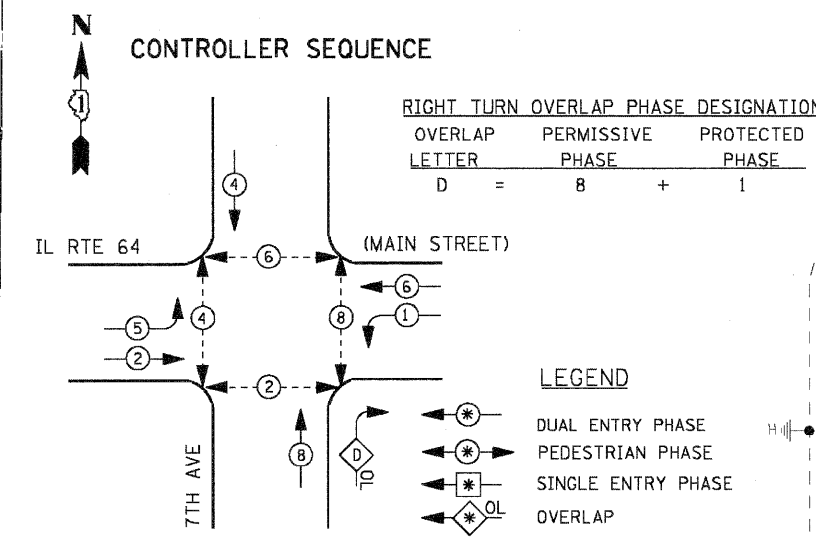 N
CONTROLLER SEQUENCE
1
RIGHT TURN OVERLAP PHASE DESIGNATION
OVERLAP PERMISSIVE PROTECTED
LETTER PHASE PHASE
D = 8 + 1
4
IL RTE 64
(MAIN STREET)
6
6
5
4
8
1
2
2
8
D
OL
7TH AVE
LEGEND
* DUAL ENTRY PHASE
* PEDESTRIAN PHASE
* SINGLE ENTRY PHASE
* OL OVERLAP
H